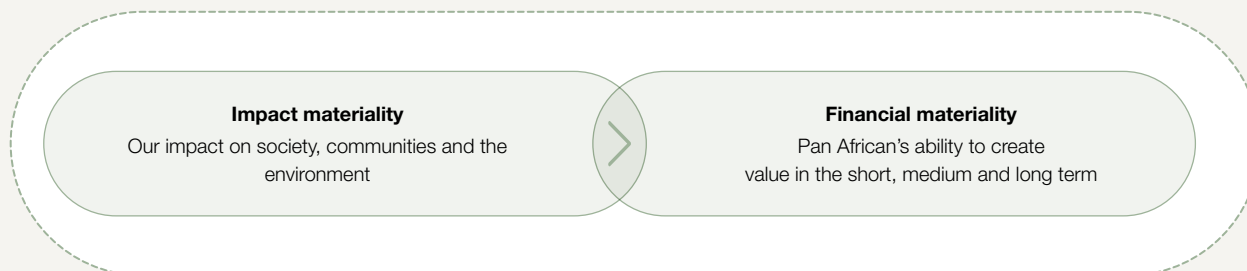 Impact materiality
Our impact on society, communities and the
environment
Financial materiality
Pan African’s ability to create
value in the short, medium and long term